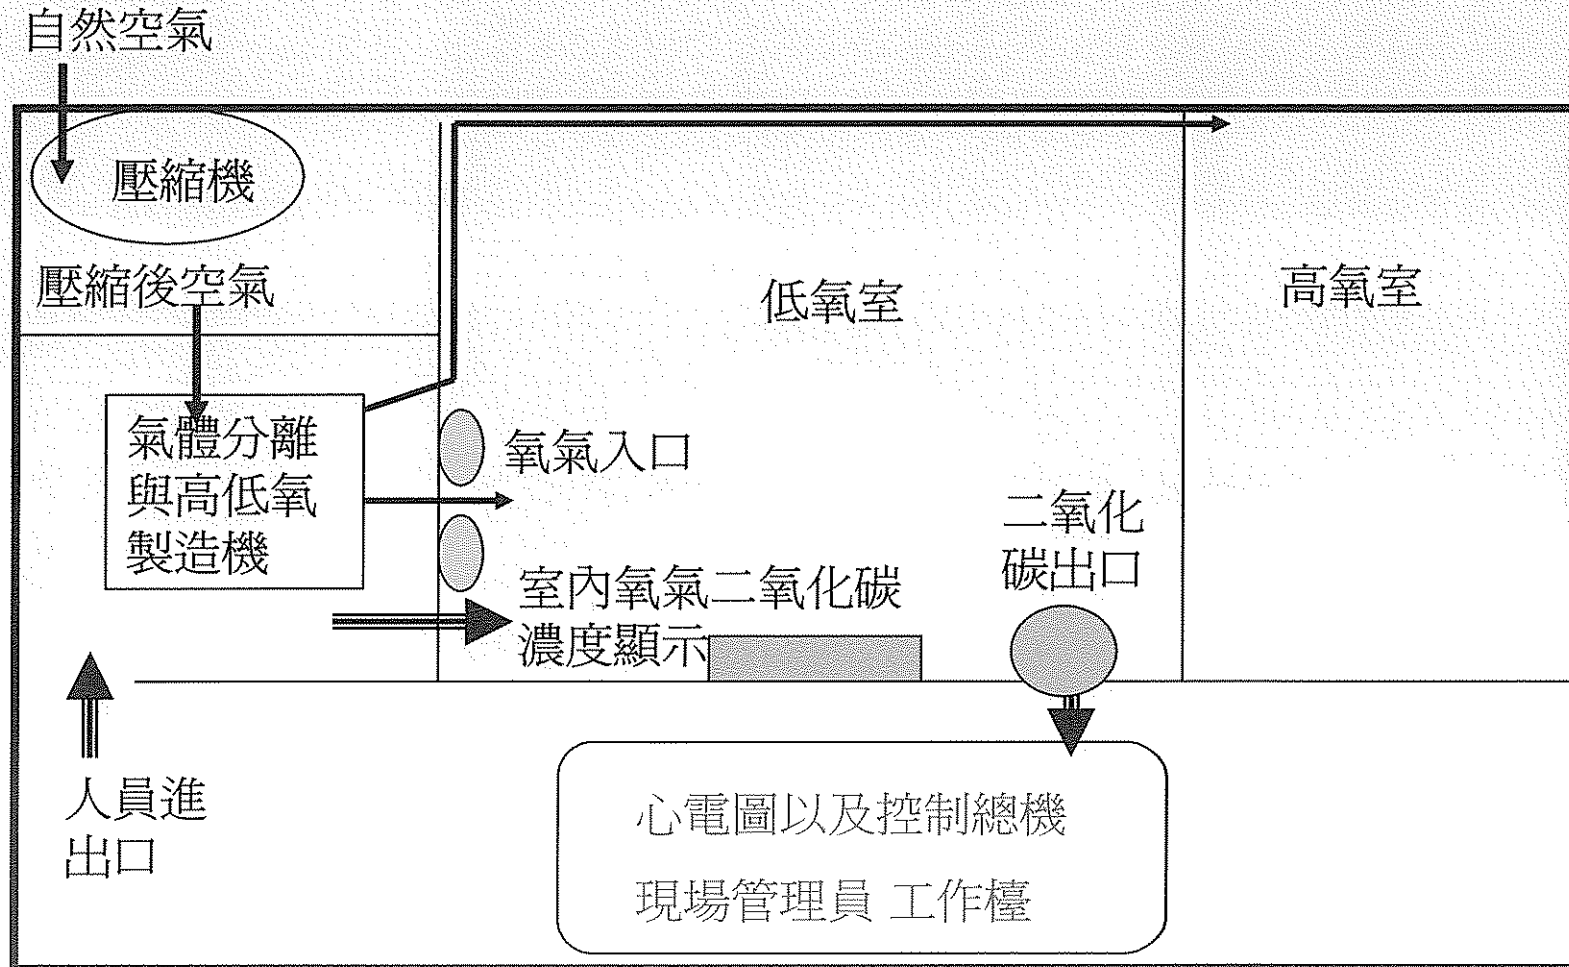 自然空氣
壓縮機
壓縮後空氣
低氧室
高氧室
氣體分離
與高低氧
製造機
氧氣入口
二氧化
碳出口
室內氧氣二氧化碳
濃度顯示
人員進
出口
心電圖以及控制總機
現場管理員 工作檯